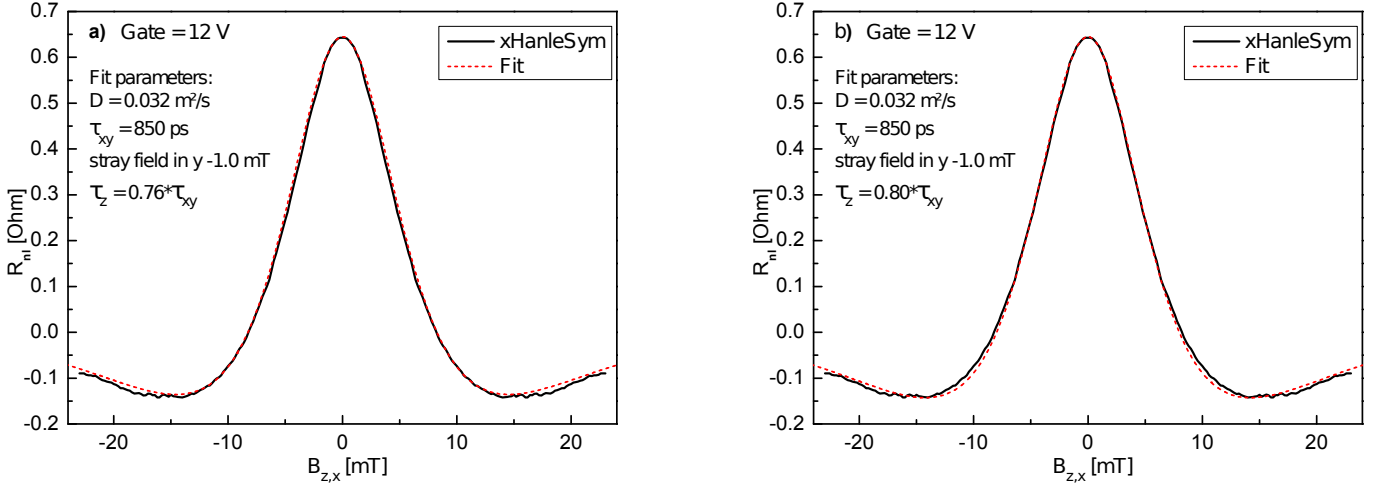 a) Gate = 12 V
xHanleSym
Fit
Fit parameters:
D = 0.032 m²/s
τxy = 850 ps
stray field in y -1.0 mT
τz = 0.76*τxy
Rnl [Ohm]
0.7
0.6
0.5
0.4
0.3
0.2
0.1
0.0
-0.1
-0.2
-20 -10 0 10 20
Bz,x [mT]
b) Gate = 12 V
xHanleSym
Fit
Fit parameters:
D = 0.032 m²/s
τxy = 850 ps
stray field in y -1.0 mT
τz = 0.80*τxy
Rnl [Ohm]
0.7
0.6
0.5
0.4
0.3
0.2
0.1
0.0
-0.1
-0.2
-20 -10 0 10 20
Bz,x [mT]